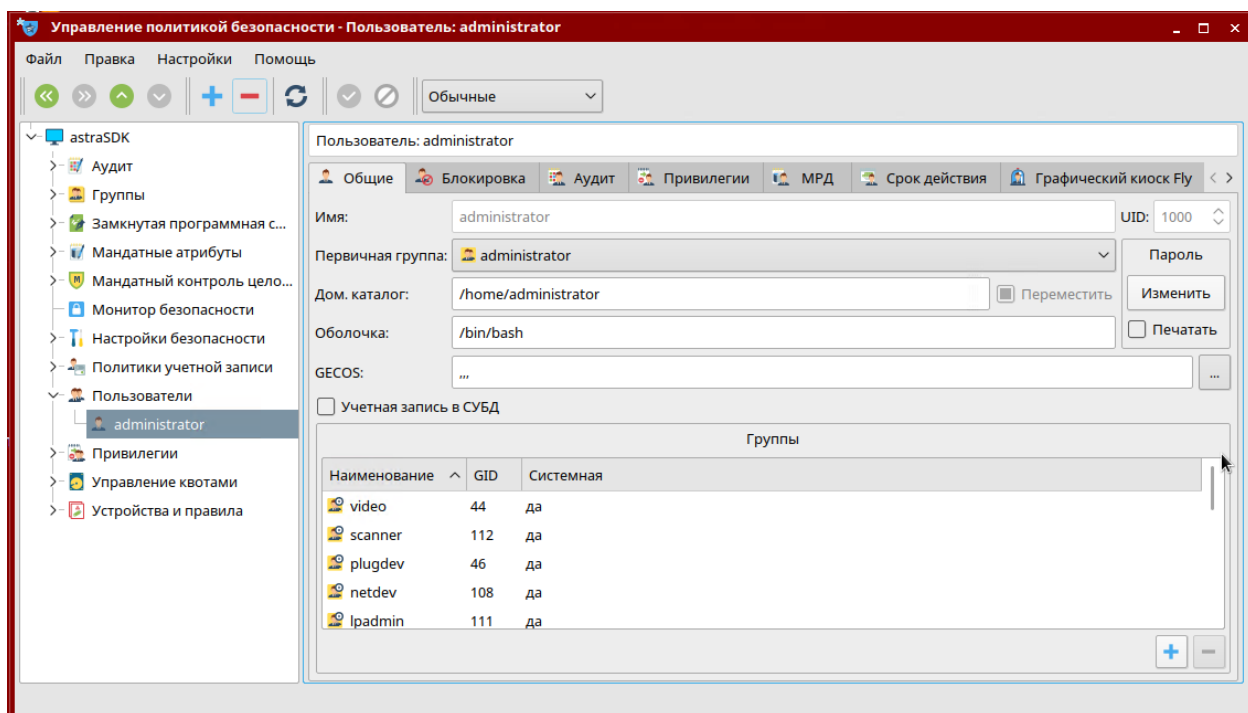 Управление политикой безопасности - Пользователь: administrator
Файл Правка Настройки Помощь
Обычные
astraSDK
Аудит
Группы
Замкнутая программная с...
Мандатные атрибуты
Мандатный контроль цело...
Монитор безопасности
Настройки безопасности
Политики учетной записи
Пользователи
administrator
Привилегии
Управление квотами
Устройства и правила
Пользователь: administrator
Общие Блокировка Аудит Привилегии МРД Срок действия Графический киоск Fly
Имя: administrator UID: 1000
Первичная группа: administrator Пароль
Дом. каталог: /home/administrator Переместить Изменить
Оболочка: /bin/bash Печатать
GECOS: ,,, ...
Учетная запись в СУБД
Группы
Наименование GID Системная
video 44 да
scanner 112 да
plugdev 46 да
netdev 108 да
lpadmin 111 да